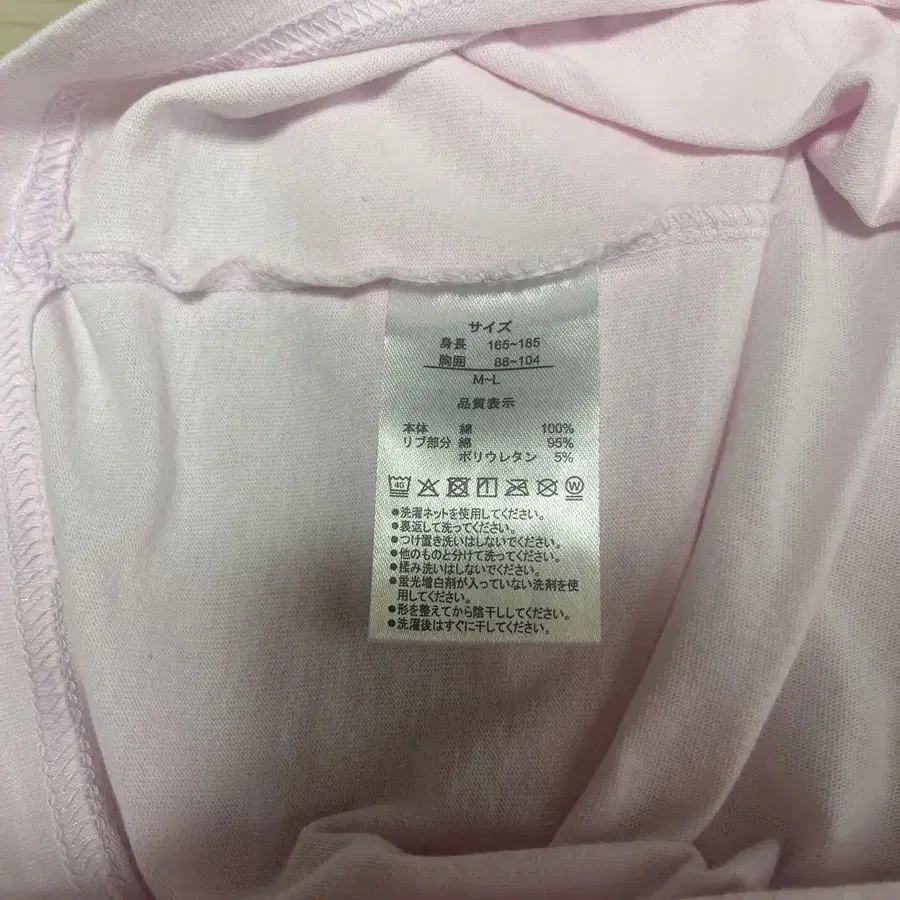 サイズ
身長 165~185
胸囲 88~104
M~L
品質表示
本体 綿 100%
リブ部分 綿 95%
ポリウレタン 5%
40 W
●洗濯ネットを使用してください。
●裏返して洗ってください。
●つけ置き洗いはしないでください。
●他のものと分けて洗ってください。
●揉み洗いはしないでください。
●蛍光増白剤が入っていない洗剤を使
用してください。
●形を整えてから陰干ししてください。
●洗濯後はすぐに干してください。